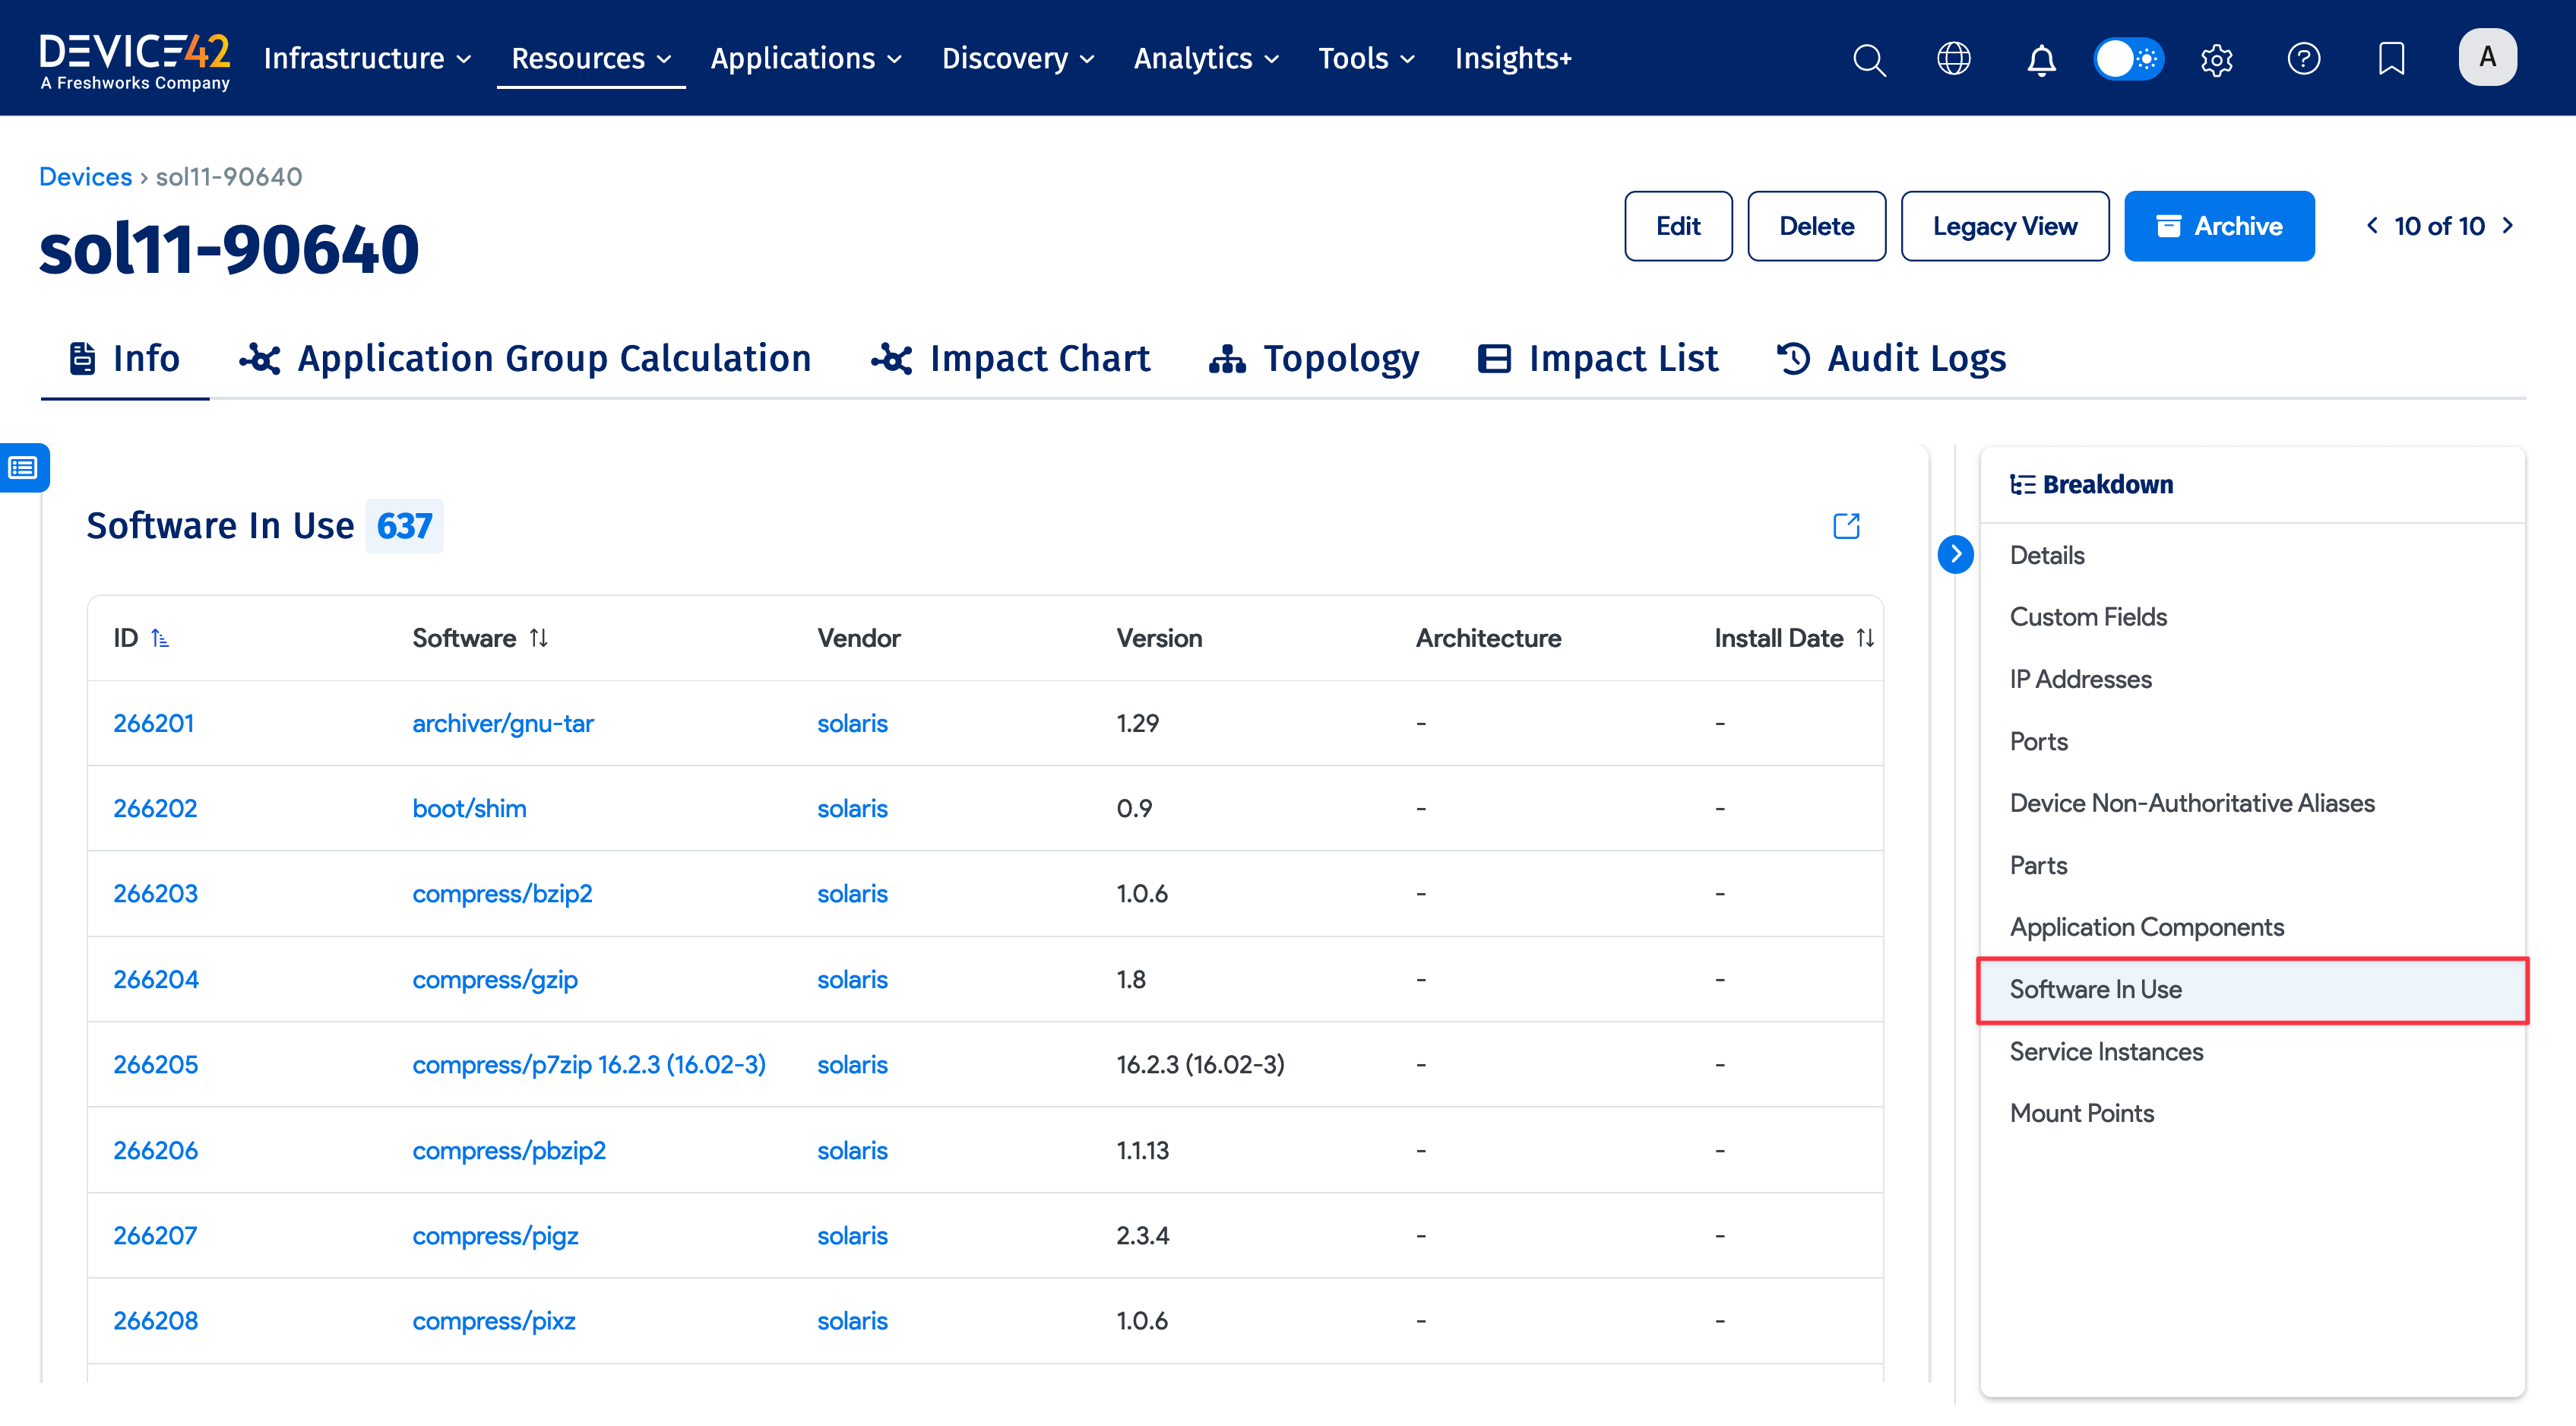 DEVICE42 Infrastructure Resources Applications Discovery Analytics Tools Insights+ A
A Freshworks Company
Devices › sol11-90640
sol11-90640
Edit Delete Legacy View Archive 10 of 10
Info Application Group Calculation Impact Chart Topology Impact List Audit Logs
Software In Use 637
ID Software Vendor Version Architecture Install Date
266201 archiver/gnu-tar solaris 1.29 - -
266202 boot/shim solaris 0.9 - -
266203 compress/bzip2 solaris 1.0.6 - -
266204 compress/gzip solaris 1.8 - -
266205 compress/p7zip 16.2.3 (16.02-3) solaris 16.2.3 (16.02-3) - -
266206 compress/pbzip2 solaris 1.1.13 - -
266207 compress/pigz solaris 2.3.4 - -
266208 compress/pixz solaris 1.0.6 - -
Breakdown
Details
Custom Fields
IP Addresses
Ports
Device Non-Authoritative Aliases
Parts
Application Components
Software In Use
Service Instances
Mount Points